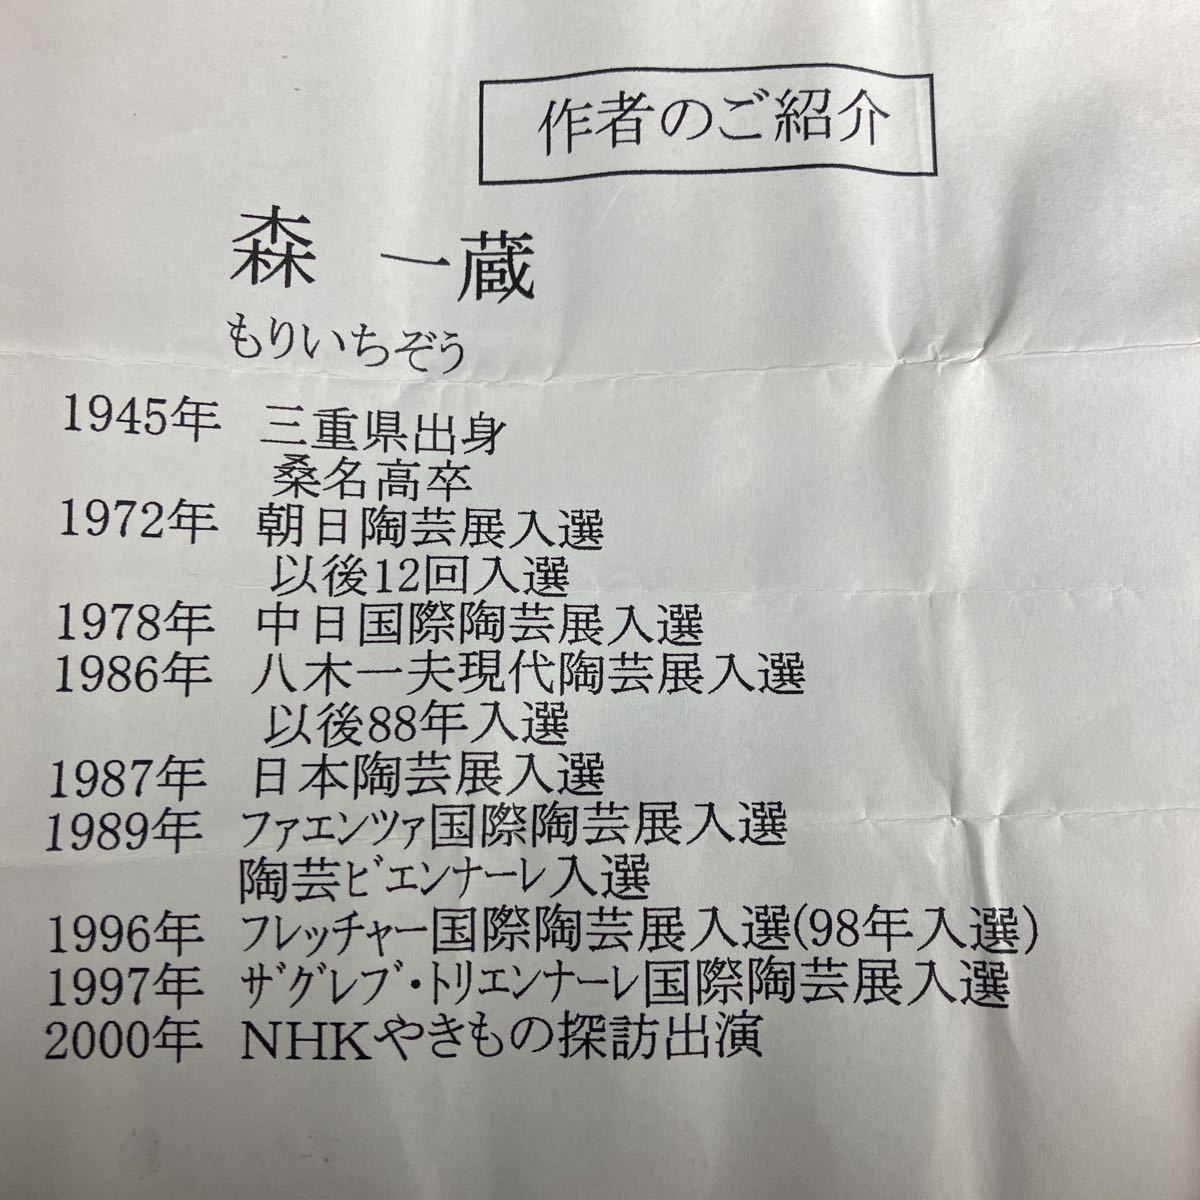 作者のご紹介
森 一蔵
もりいちぞう
1945年 三重県出身
桑名高卒
1972年 朝日陶芸展入選
以後12回入選
1978年 中日国際陶芸展入選
1986年 八木一夫現代陶芸展入選
以後88年入選
1987年 日本陶芸展入選
1989年 ファエンツァ国際陶芸展入選
陶芸ビエンナーレ入選
1996年 フレッチャー国際陶芸展入選(98年入選)
1997年 ザグレブ・トリエンナーレ国際陶芸展入選
2000年 NHKやきもの探訪出演